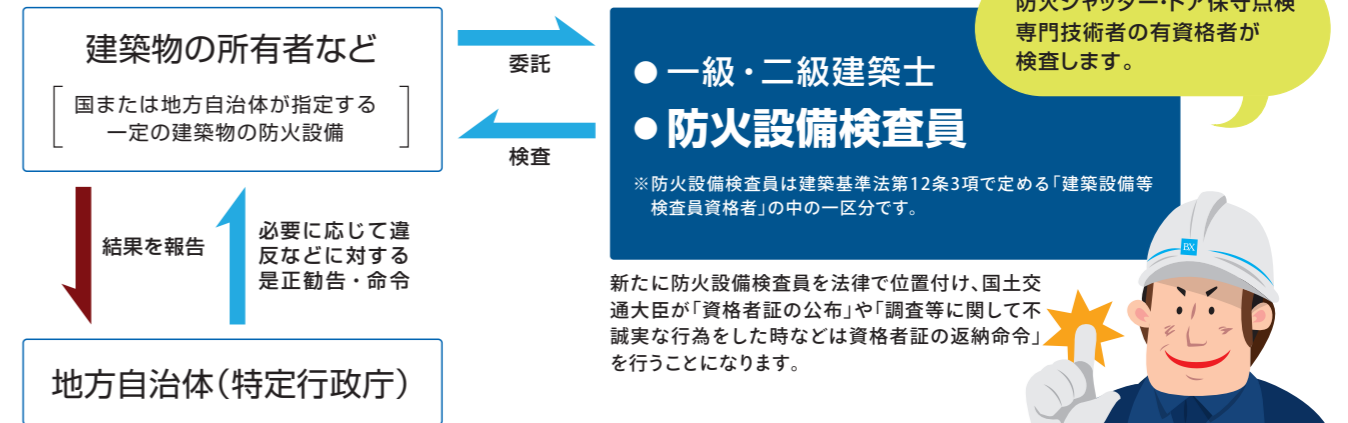 建築物の所有者など
国または地方自治体が指定する
一定の建築物の防火設備
委託
検査
●一級・二級建築士
●防火設備検査員
※防火設備検査員は建築基準法第12条3項で定める「建築設備等
検査員資格者」の中の一区分です。
防火シャッター・ドア保守点検
専門技術者の有資格者が
検査します。
結果を報告
必要に応じて違
反などに対する
是正勧告・命令
地方自治体(特定行政庁)
新たに防火設備検査員を法律で位置付け、国土交
通大臣が「資格者証の公布」や「調査等に関して不
誠実な行為をした時などは資格者証の返納命令」
を行うことになります。
BX